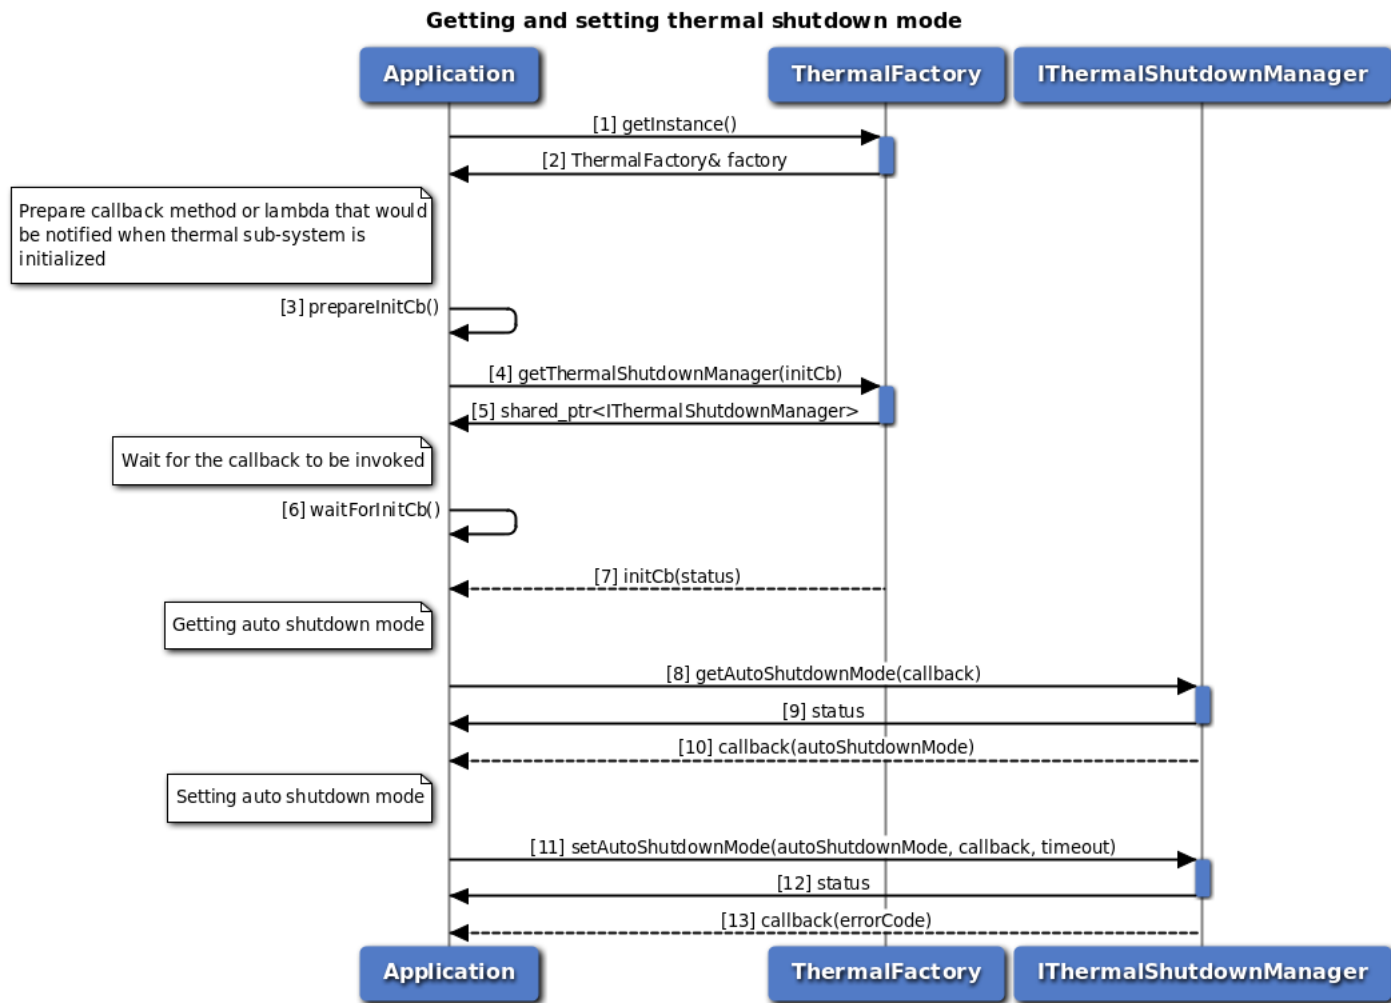 Getting and setting thermal shutdown mode
Application
ThermalFactory
IThermalShutdownManager
[1] getInstance()
[2] ThermalFactory& factory
Prepare callback method or lambda that would
be notified when thermal sub-system is
initialized
[3] prepareInitCb()
[4] getThermalShutdownManager(initCb)
[5] shared_ptr<IThermalShutdownManager>
Wait for the callback to be invoked
[6] waitForInitCb()
[7] initCb(status)
Getting auto shutdown mode
[8] getAutoShutdownMode(callback)
[9] status
[10] callback(autoShutdownMode)
Setting auto shutdown mode
[11] setAutoShutdownMode(autoShutdownMode, callback, timeout)
[12] status
[13] callback(errorCode)
Application
ThermalFactory
IThermalShutdownManager